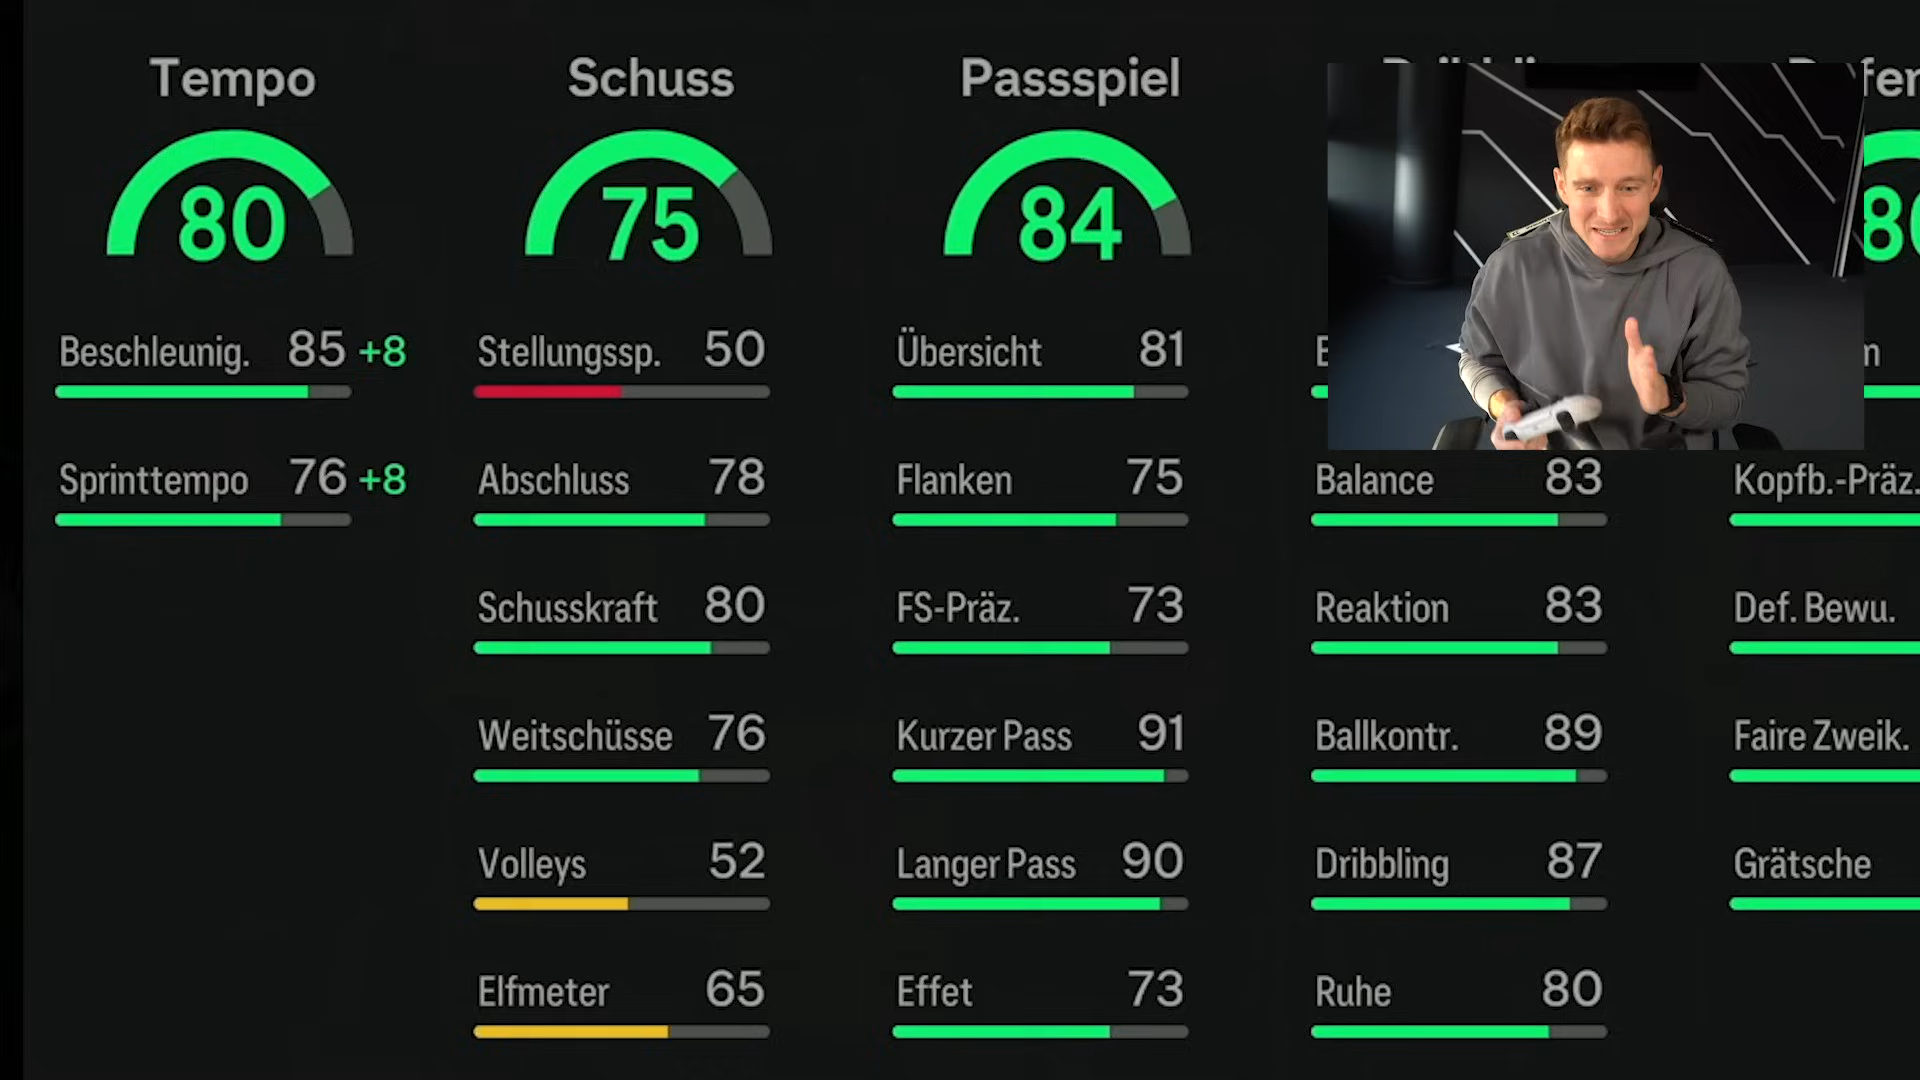 Tempo
80
Beschleunig. 85 +8
Sprinttempo 76 +8
Schuss
75
Stellungssp. 50
Abschluss 78
Schusskraft 80
Weitschüsse 76
Volleys 52
Elfmeter 65
Passspiel
84
Übersicht 81
Flanken 75
FS-Präz. 73
Kurzer Pass 91
Langer Pass 90
Effet 73
Balance 83
Reaktion 83
Ballkontr. 89
Dribbling 87
Ruhe 80
Kopfb.-Präz.
Def. Bewu.
Faire Zweik.
Grätsche